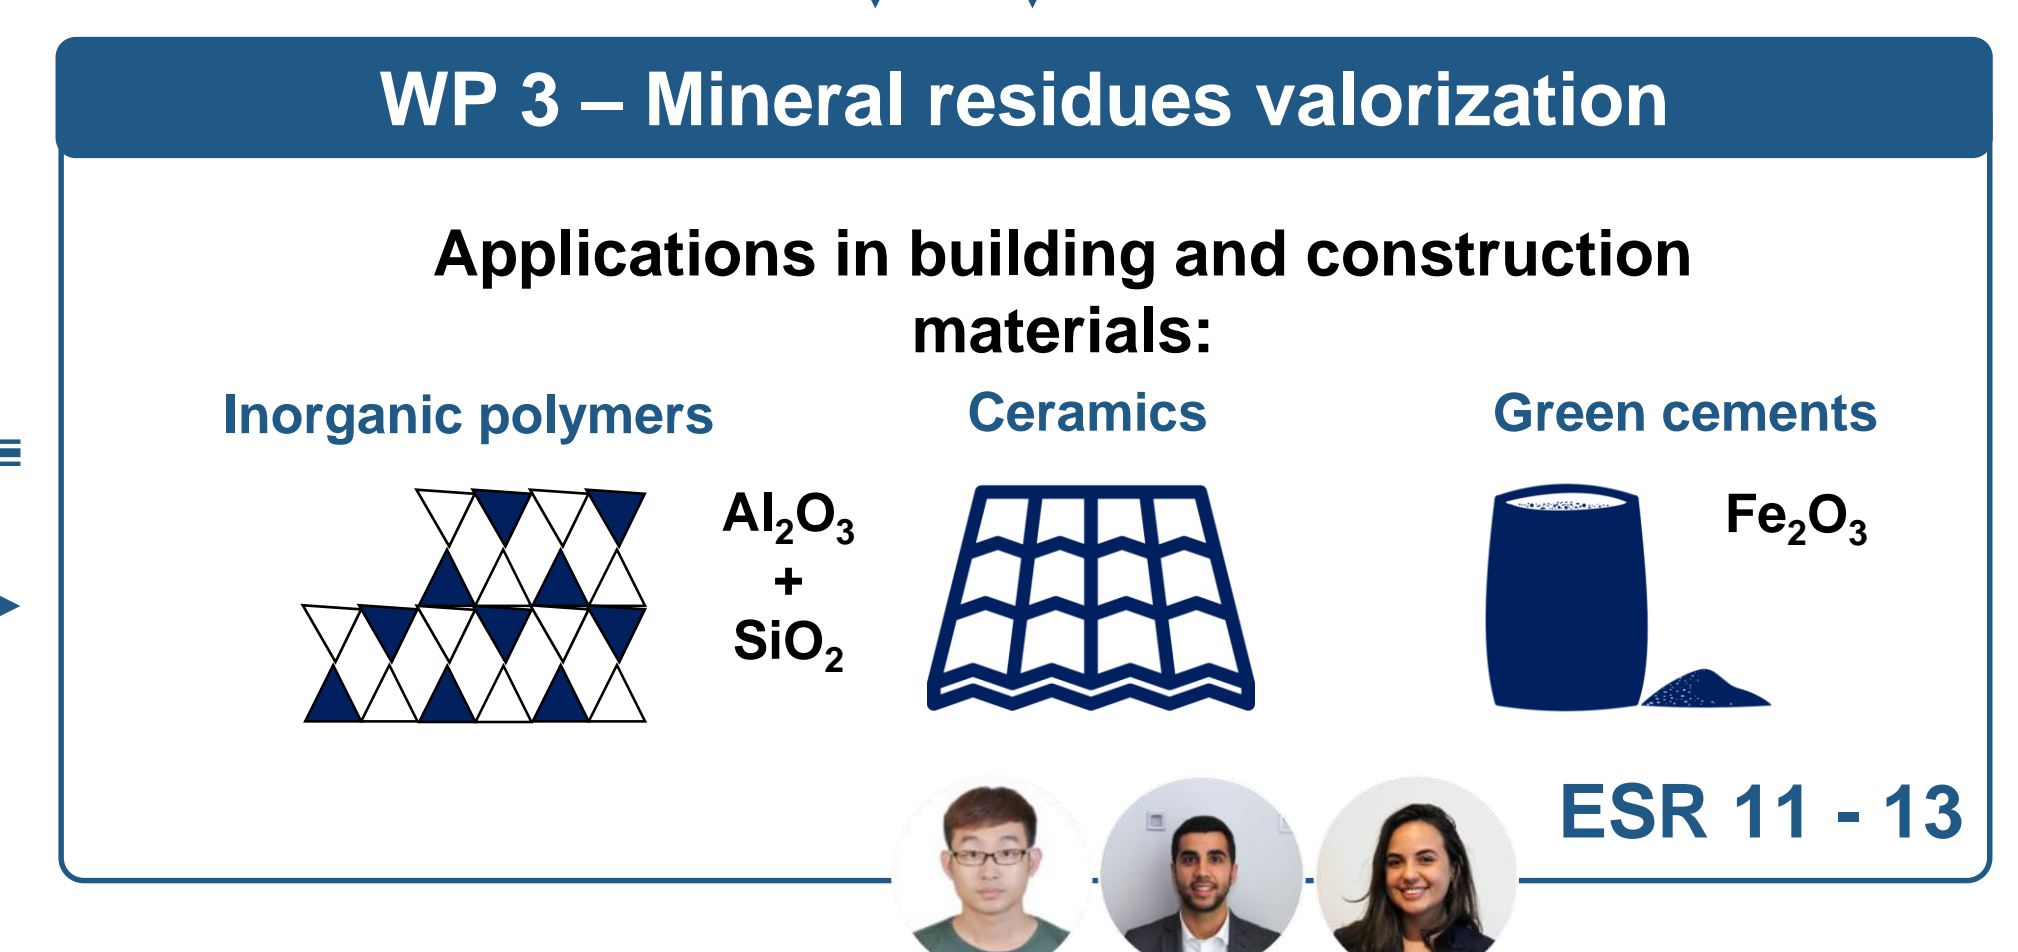 WP 3 – Mineral residues valorization
Applications in building and construction
materials:
Inorganic polymers
Ceramics
Green cements
Al₂O₃
+
SiO₂
Fe₂O₃
ESR 11 - 13